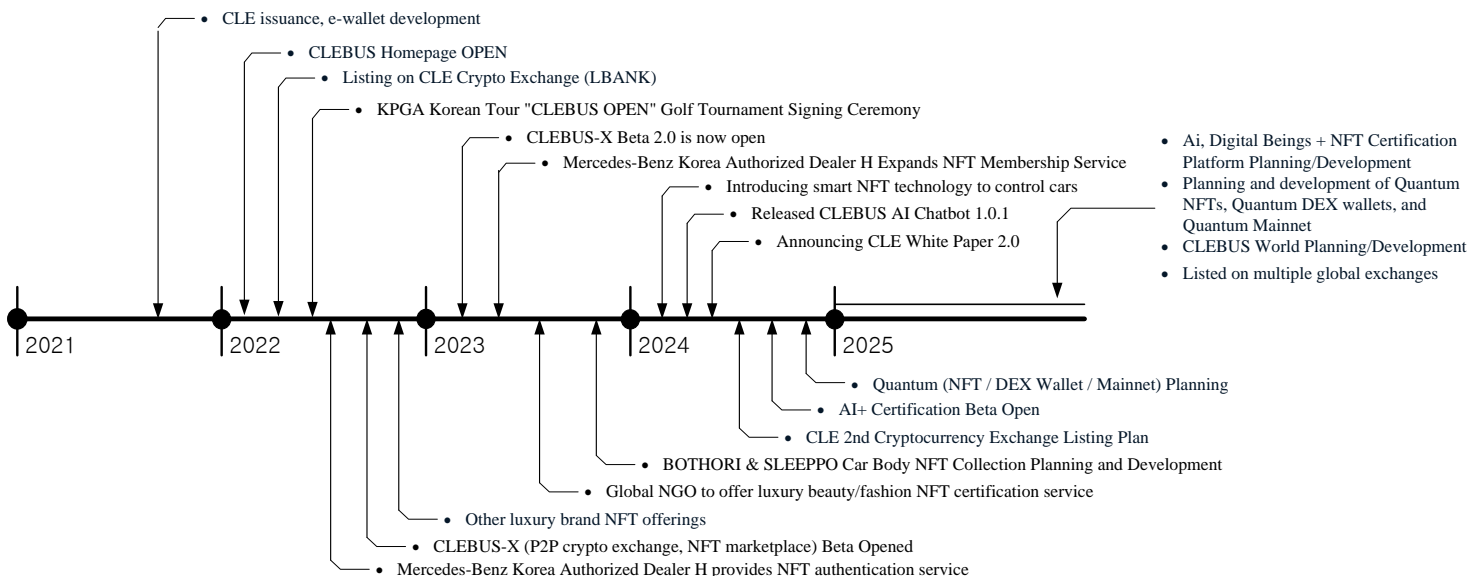 CLE issuance, e-wallet development
CLEBUS Homepage OPEN
Listing on CLE Crypto Exchange (LBANK)
KPGA Korean Tour "CLEBUS OPEN" Golf Tournament Signing Ceremony
CLEBUS-X Beta 2.0 is now open
Mercedes-Benz Korea Authorized Dealer H Expands NFT Membership Service
Introducing smart NFT technology to control cars
Released CLEBUS AI Chatbot 1.0.1
Announcing CLE White Paper 2.0
Ai, Digital Beings + NFT Certification
Platform Planning/Development
Planning and development of Quantum
NFTs, Quantum DEX wallets, and
Quantum Mainnet
CLEBUS World Planning/Development
Listed on multiple global exchanges
2021
2022
2023
2024
2025
Quantum (NFT / DEX Wallet / Mainnet) Planning
AI+ Certification Beta Open
CLE 2nd Cryptocurrency Exchange Listing Plan
BOTHORI & SLEEPPO Car Body NFT Collection Planning and Development
Global NGO to offer luxury beauty/fashion NFT certification service
Other luxury brand NFT offerings
CLEBUS-X (P2P crypto exchange, NFT marketplace) Beta Opened
Mercedes-Benz Korea Authorized Dealer H provides NFT authentication service